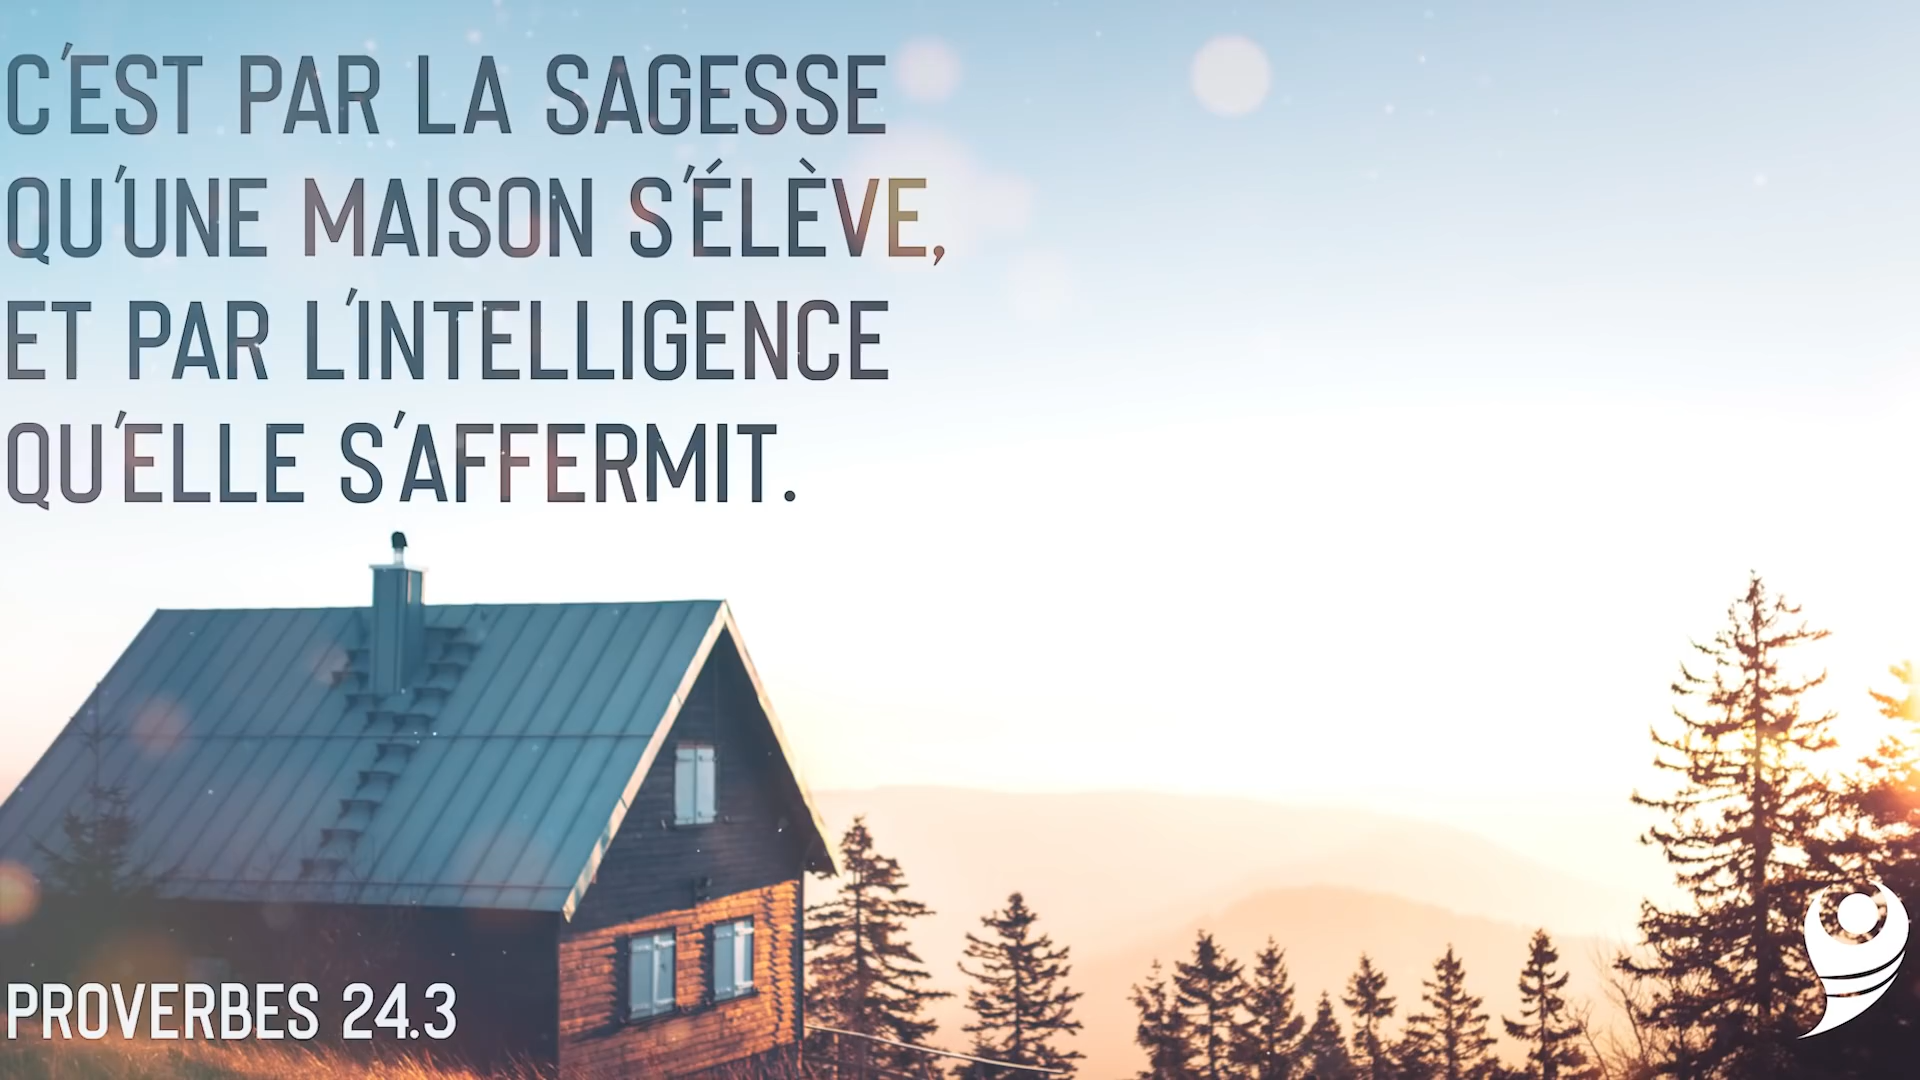 C'EST PAR LA SAGESSE
QU'UNE MAISON S'ÉLÈVE,
ET PAR L'INTELLIGENCE
QU'ELLE S'AFFERMIT.
PROVERBES 24.3